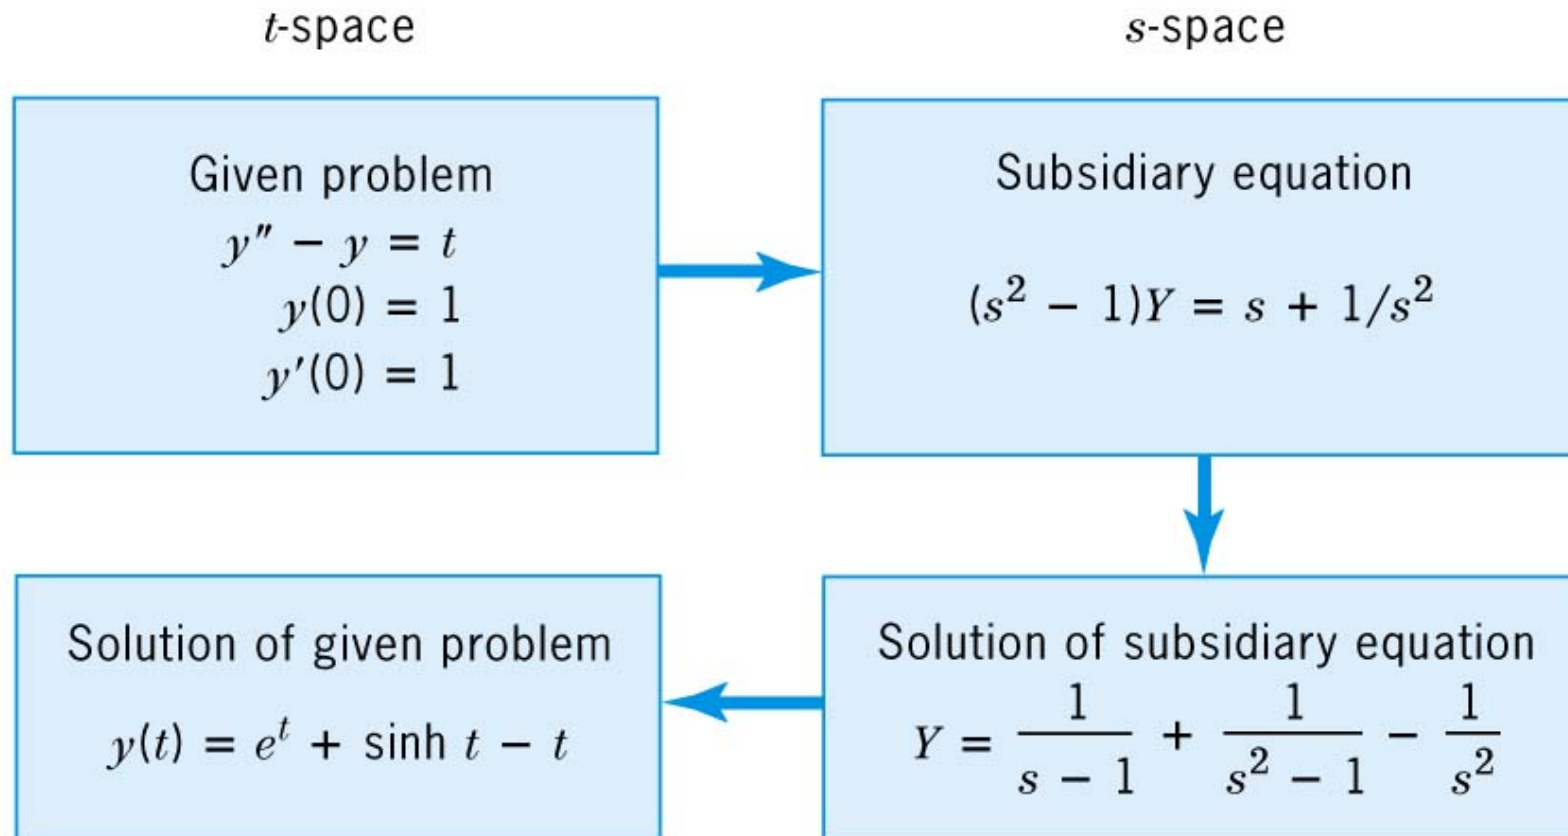 t-space
s-space
Given problem
y″ − y = t
y(0) = 1
y′(0) = 1
Subsidiary equation
(s² − 1)Y = s + 1/s²
Solution of given problem
y(t) = eᵗ + sinh t − t
Solution of subsidiary equation
Y = 1/(s − 1) + 1/(s² − 1) − 1/s²